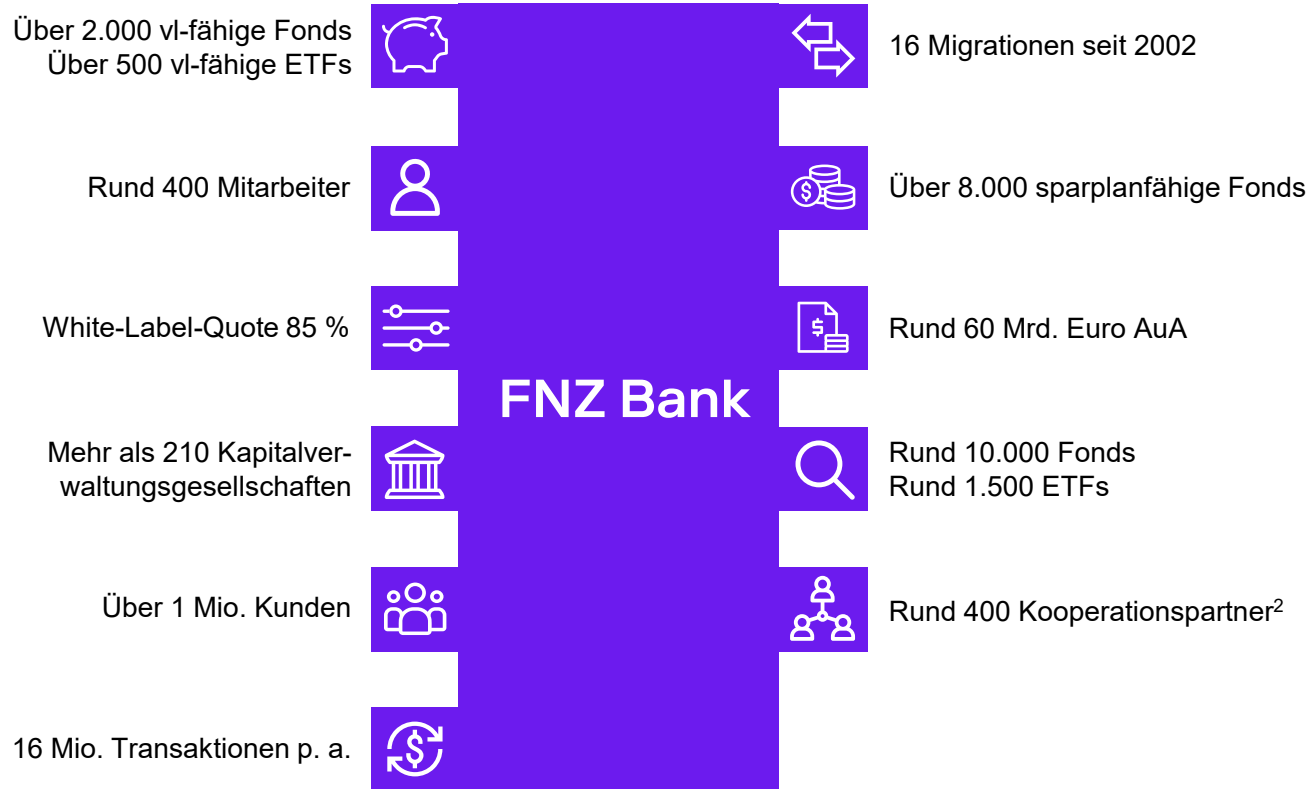 Über 2.000 vl-fähige Fonds
Über 500 vl-fähige ETFs
Rund 400 Mitarbeiter
White-Label-Quote 85 %
Mehr als 210 Kapitalver-
waltungsgesellschaften
Über 1 Mio. Kunden
16 Mio. Transaktionen p. a.
FNZ Bank
16 Migrationen seit 2002
Über 8.000 sparplanfähige Fonds
Rund 60 Mrd. Euro AuA
Rund 10.000 Fonds
Rund 1.500 ETFs
Rund 400 Kooperationspartner²